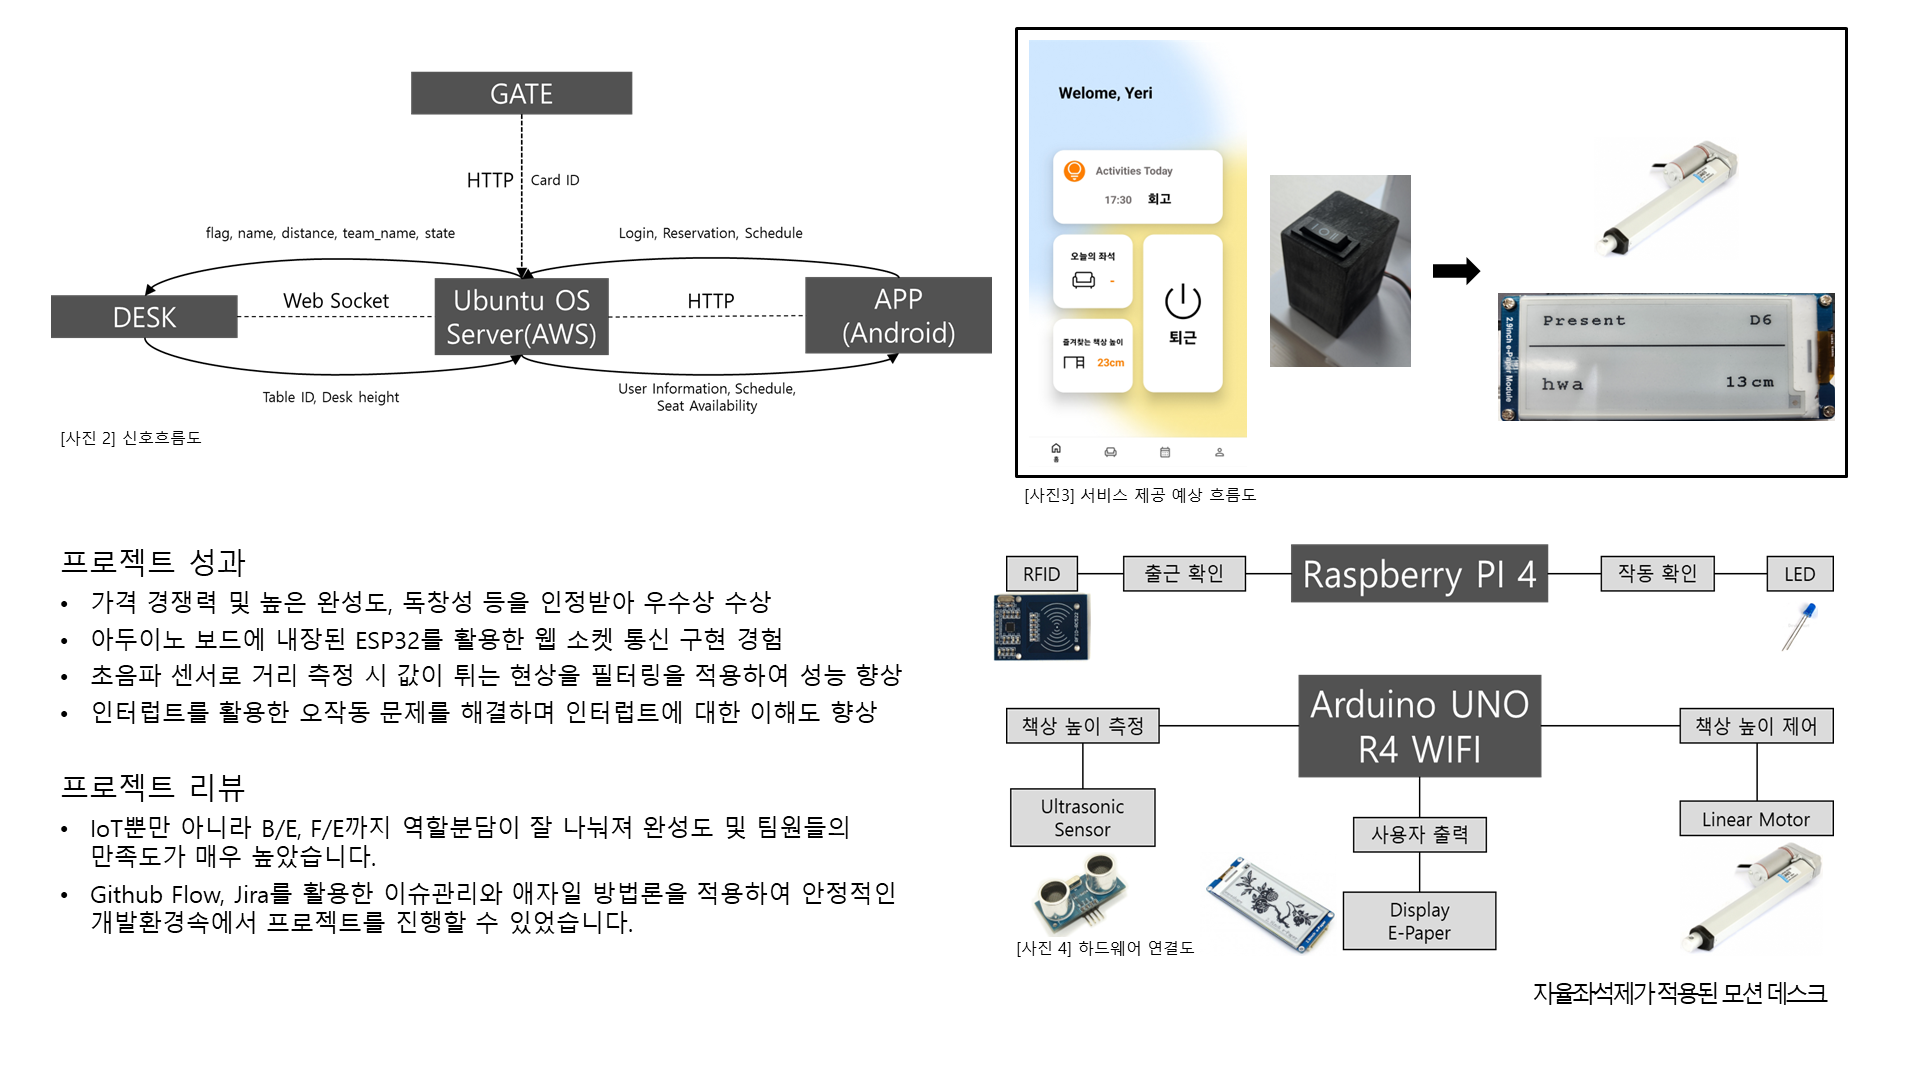 GATE
HTTP
Card ID
flag, name, distance, team_name, state
Login, Reservation, Schedule
DESK
Web Socket
Ubuntu OS
Server(AWS)
HTTP
APP
(Android)
Table ID, Desk height
User Information, Schedule,
Seat Availability
[사진 2] 신호흐름도
Welome, Yeri
Activities Today
17:30 회고
오늘의 좌석
-
즐겨찾는 책상 높이
23cm
퇴근
홈
Present D6
hwa 13cm
2.9inch e-Paper Module
[사진3] 서비스 제공 예상 흐름도
프로젝트 성과
• 가격 경쟁력 및 높은 완성도, 독창성 등을 인정받아 우수상 수상
• 아두이노 보드에 내장된 ESP32를 활용한 웹 소켓 통신 구현 경험
• 초음파 센서로 거리 측정 시 값이 튀는 현상을 필터링을 적용하여 성능 향상
• 인터럽트를 활용한 오작동 문제를 해결하며 인터럽트에 대한 이해도 향상
프로젝트 리뷰
• IoT뿐만 아니라 B/E, F/E까지 역할분담이 잘 나눠져 완성도 및 팀원들의
만족도가 매우 높았습니다.
• Github Flow, Jira를 활용한 이슈관리와 애자일 방법론을 적용하여 안정적인
개발환경속에서 프로젝트를 진행할 수 있었습니다.
RFID
출근 확인
Raspberry PI 4
작동 확인
LED
RFID-RC522
책상 높이 측정
Arduino UNO
R4 WIFI
책상 높이 제어
Ultrasonic
Sensor
사용자 출력
Linear Motor
Display
E-Paper
[사진 4] 하드웨어 연결도
자율좌석제가 적용된 모션 데스크